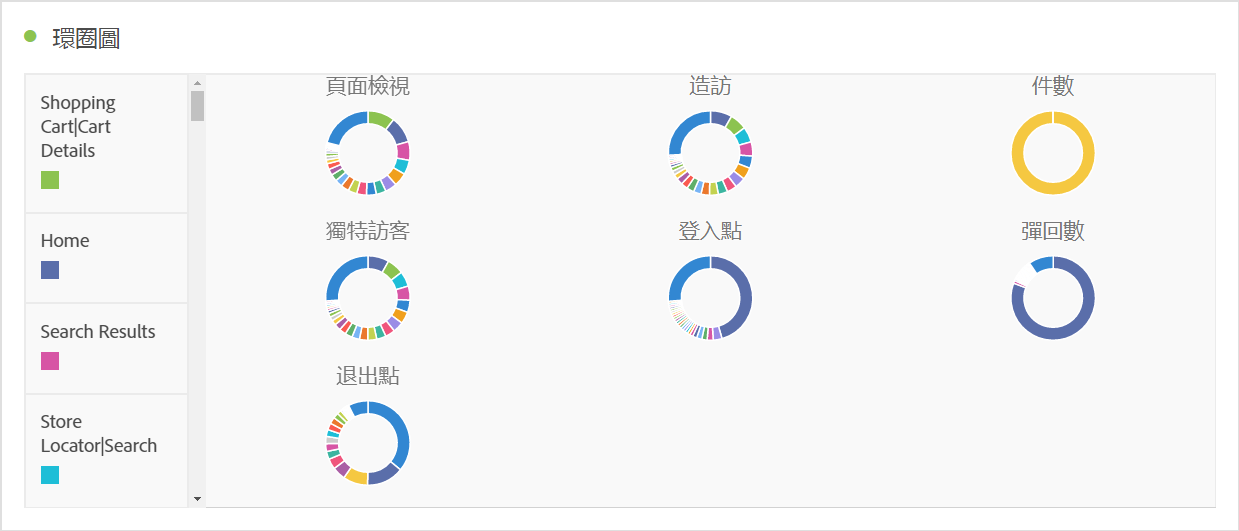 環圈圖
Shopping
Cart|Cart
Details
Home
Search Results
Store
Locator|Search
頁面檢視
造訪
件數
獨特訪客
登入點
彈回數
退出點